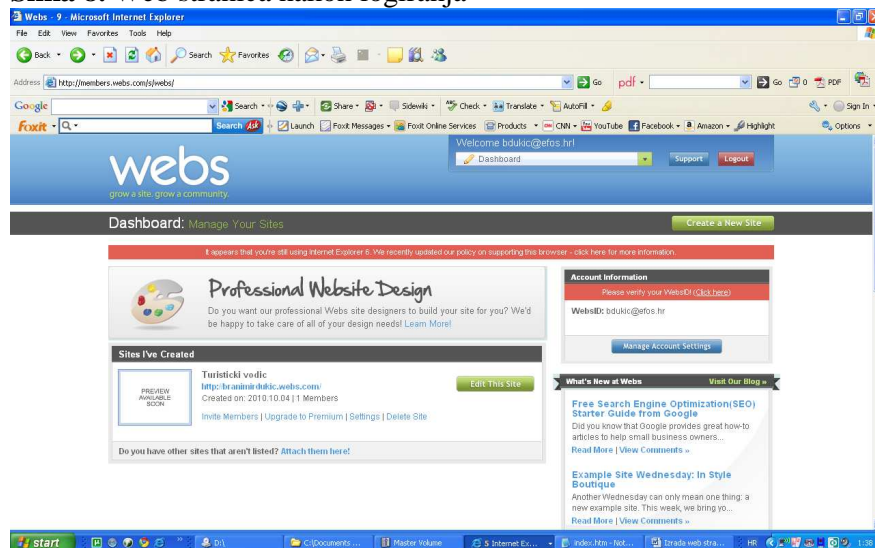 Webs - 9 - Microsoft Internet Explorer
File Edit View Favorites Tools Help
Back Search Favorites
Address http://members.webs.com/s/webs/ Go pdf Go 0 PDF
Google Search Share Sidewiki Check Translate AutoFill Sign In
Foxit Q Search Launch Foxit Messages Foxit Online Services Products CNN YouTube Facebook Amazon Highlight Options
Welcome bdukic@efos.hr!
Dashboard Support Logout
webs
grow a site. grow a community.
Dashboard: Manage Your Sites Create a New Site
It appears that you're still using Internet Explorer 6. We recently updated our policy on supporting this browser - click here for more information.
Professional Website Design
Do you want our professional Webs site designers to build your site for you? We'd
be happy to take care of all of your design needs! Learn More!
Account Information
Please verify your WebsID! (Click here)
WebsID: bdukic@efos.hr
Manage Account Settings
Sites I've Created
PREVIEW
AVAILABLE
SOON
Turisticki vodic
http://branimirdukic.webs.com/
Created on: 2010.10.04 | 1 Members
Invite Members | Upgrade to Premium | Settings | Delete Site
Edit This Site
Do you have other sites that aren't listed? Attach them here!
What's New at Webs Visit Our Blog »
Free Search Engine Optimization(SEO)
Starter Guide from Google
Did you know that Google provides great how-to
articles to help small business owners...
Read More | View Comments »
Example Site Wednesday: In Style
Boutique
Another Wednesday can only mean one thing: a
new example site. This week, we bring yo...
Read More | View Comments »
start D:\ C:\Documents ... Master Volume 5 Internet Ex... index.htm - Not... Izrada web stra... HR 1:38